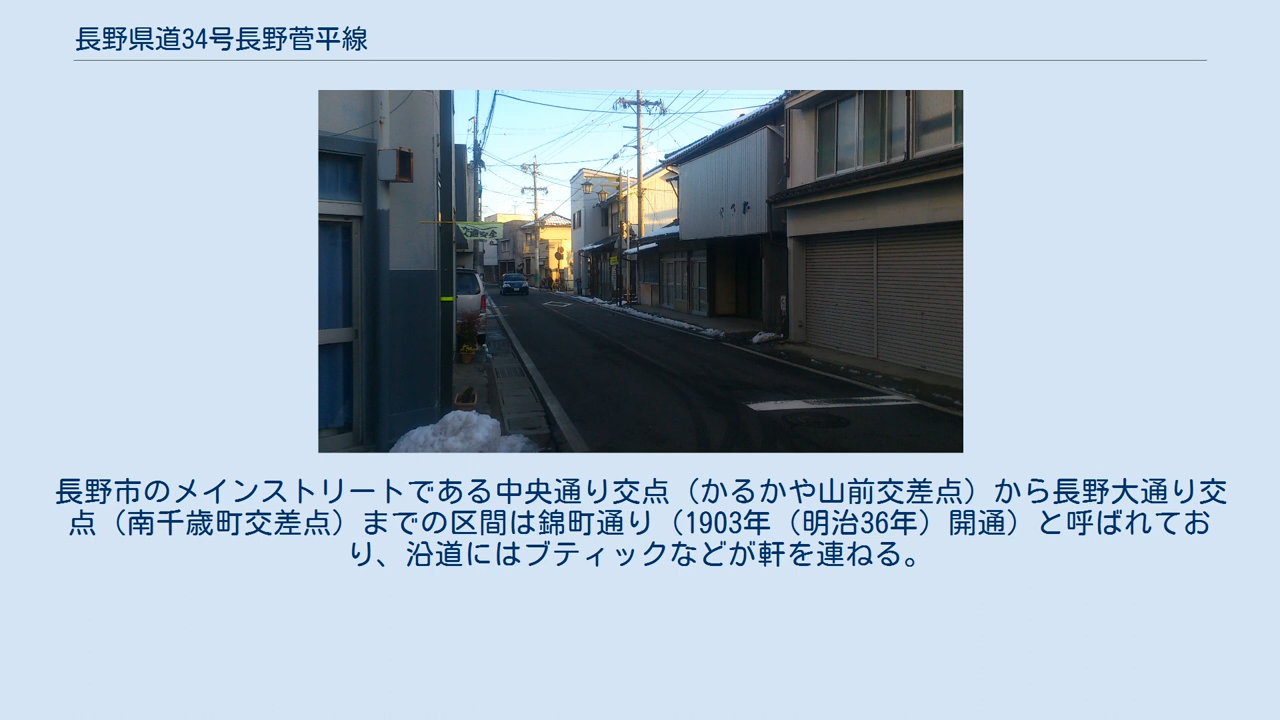 長野県道34号長野菅平線
長野市のメインストリートである中央通り交点（かるかや山前交差点）から長野大通り交
点（南千歳町交差点）までの区間は錦町通り（1903年（明治36年）開通）と呼ばれてお
り、沿道にはブティックなどが軒を連ねる。